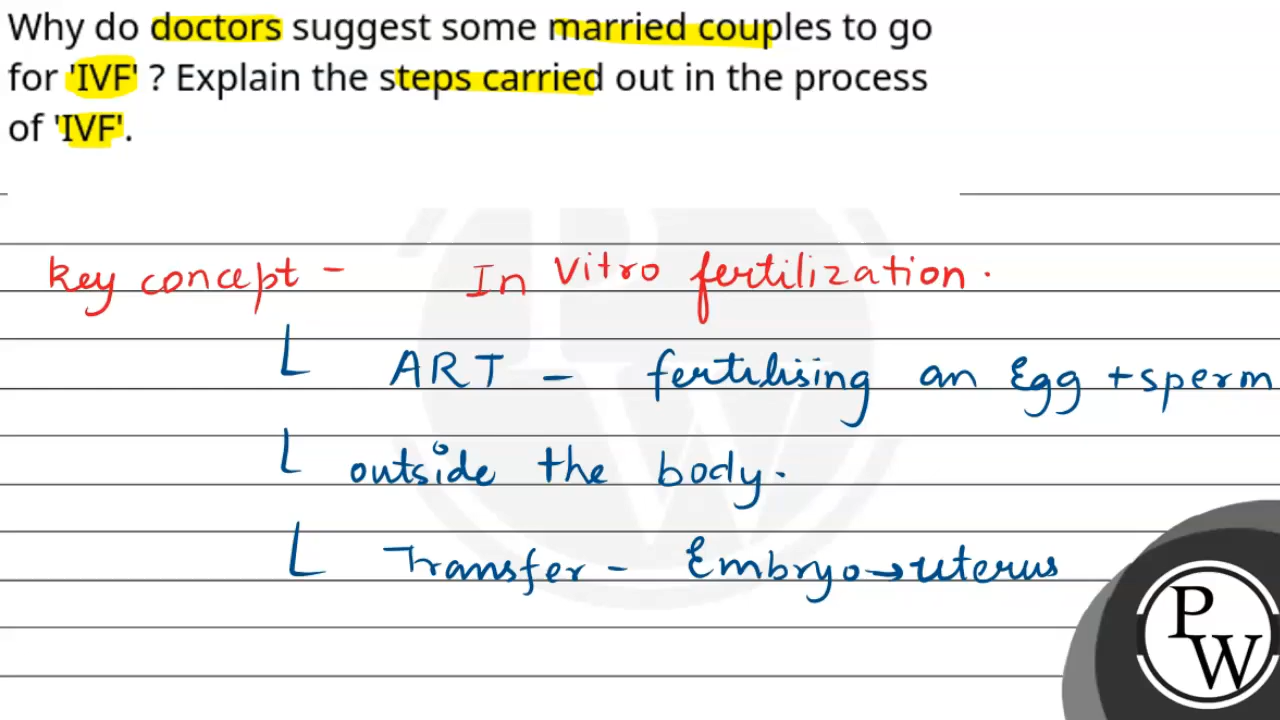 Why do doctors suggest some married couples to go
for 'IVF' ? Explain the steps carried out in the process
of 'IVF'.
key concept - In Vitro fertilization.
ART - fertilising an Egg + sperm
outside the body.
Transfer - Embryo → uterus
PW